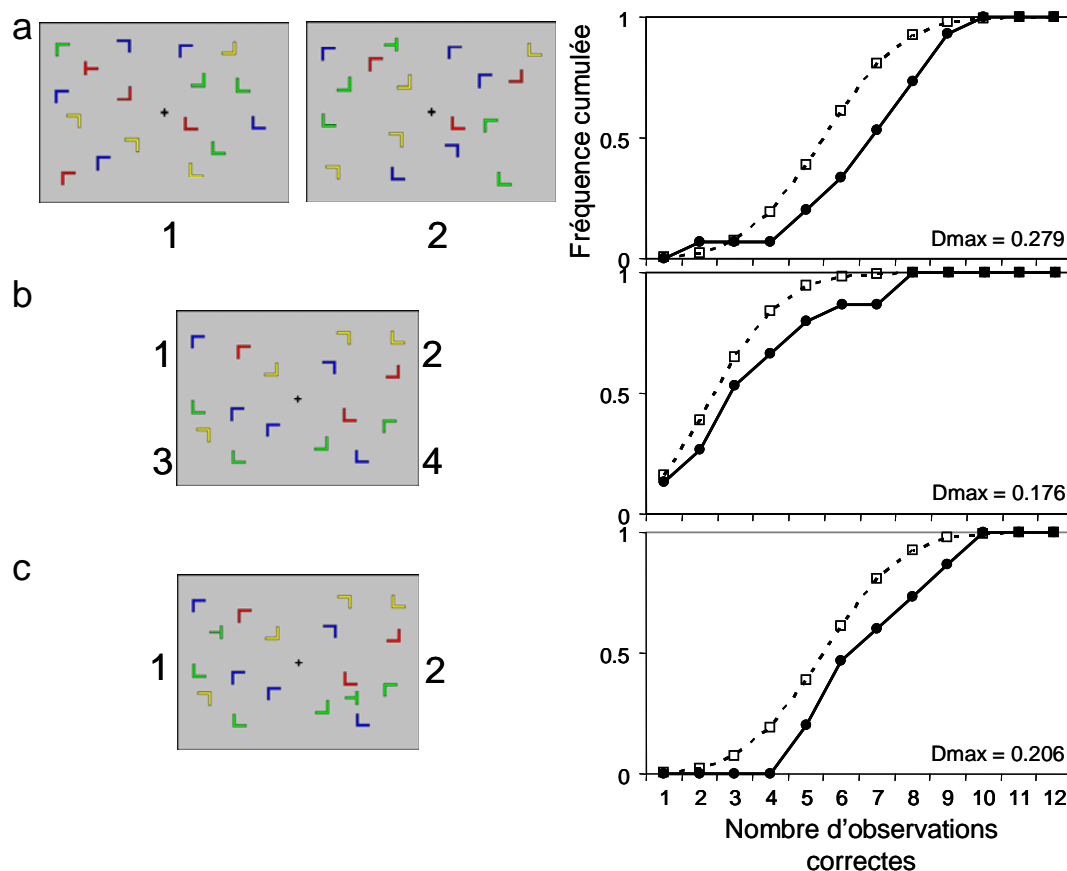 a
1
2
b
1
2
3
4
c
1
2
Fréquence cumulée
1
0.5
0
Dmax = 0.279
1
0.5
0
Dmax = 0.176
1
0.5
0
Dmax = 0.206
1 2 3 4 5 6 7 8 9 10 11 12
Nombre d'observations
correctes